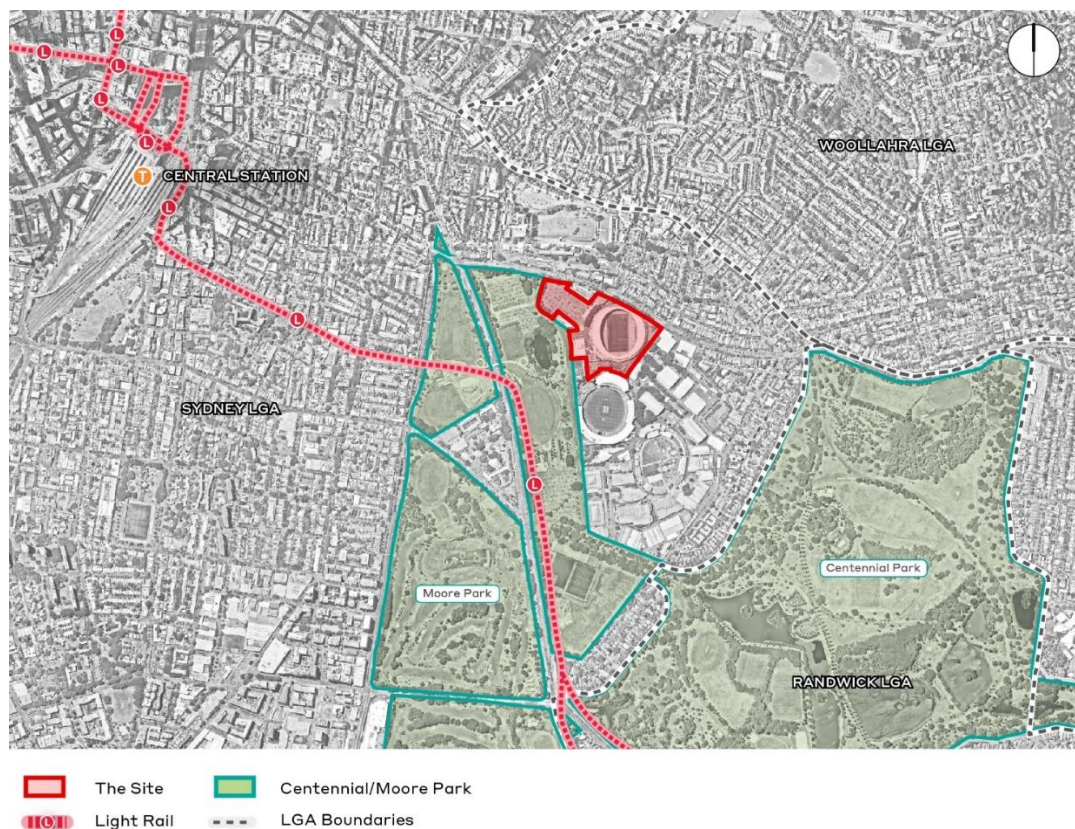 L
L
L
L
L
WOOLLAHRA LGA
T CENTRAL STATION
L
L
SYDNEY LGA
L
Centennial Park
Moore Park
RANDWICK LGA
The Site
Centennial/Moore Park
L Light Rail
LGA Boundaries